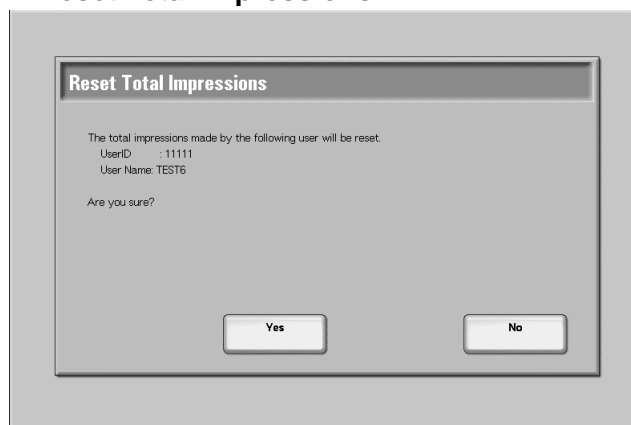 Reset Total Impressions
The total impressions made by the following user will be reset.
UserID : 11111
User Name: TEST6
Are you sure?
Yes No